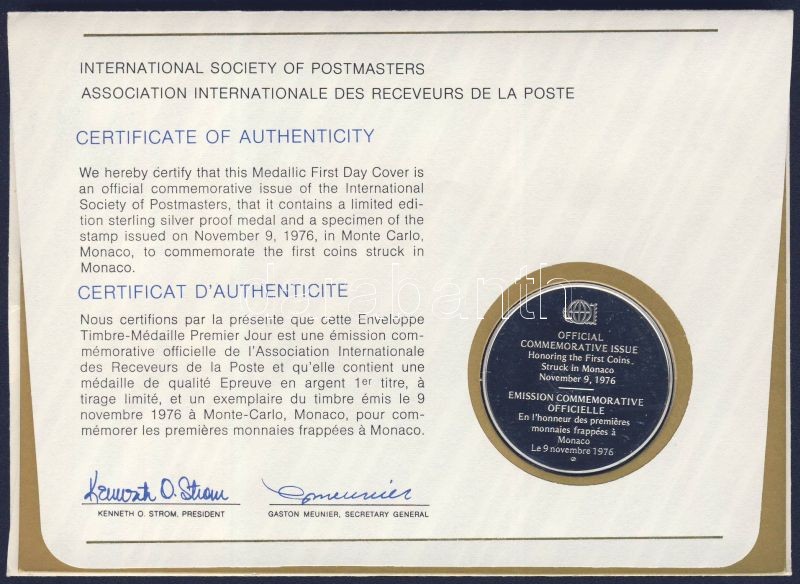 INTERNATIONAL SOCIETY OF POSTMASTERS
ASSOCIATION INTERNATIONALE DES RECEVEURS DE LA POSTE
CERTIFICATE OF AUTHENTICITY
We hereby certify that this Medallic First Day Cover is
an official commemorative issue of the International
Society of Postmasters, that it contains a limited edi-
tion sterling silver proof medal and a specimen of the
stamp issued on November 9, 1976, in Monte Carlo,
Monaco, to commemorate the first coins struck in
Monaco.
CERTIFICAT D'AUTHENTICITE
Nous certifions par la présente que cette Enveloppe
Timbre-Médaille Premier Jour est une émission com-
mémorative officielle de l'Association Internationale
des Receveurs de la Poste et qu'elle contient une
médaille de qualité Epreuve en argent 1er titre, à
tirage limité, et un exemplaire du timbre émis le 9
novembre 1976 à Monte-Carlo, Monaco, pour com-
mémorer les premières monnaies frappées à Monaco.
Kenneth O. Strom
KENNETH O. STROM, PRESIDENT
GMeunier
GASTON MEUNIER, SECRETARY GENERAL
OFFICIAL
COMMEMORATIVE ISSUE
Honoring the First Coins
Struck in Monaco
November 9, 1976
EMISSION COMMEMORATIVE
OFFICIELLE
En l'honneur des premières
monnaies frappées à
Monaco
Le 9 novembre 1976
darabanth